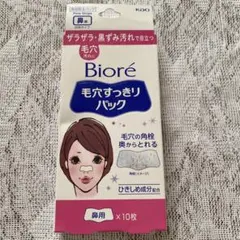 Kao
鼻用
ザラザラ・黒ずみ汚れで目立つ
毛穴
Bioré
毛穴すっきり
パック
毛穴の角栓
奥からとれる
ひきしめ成分配合
鼻用
×10枚